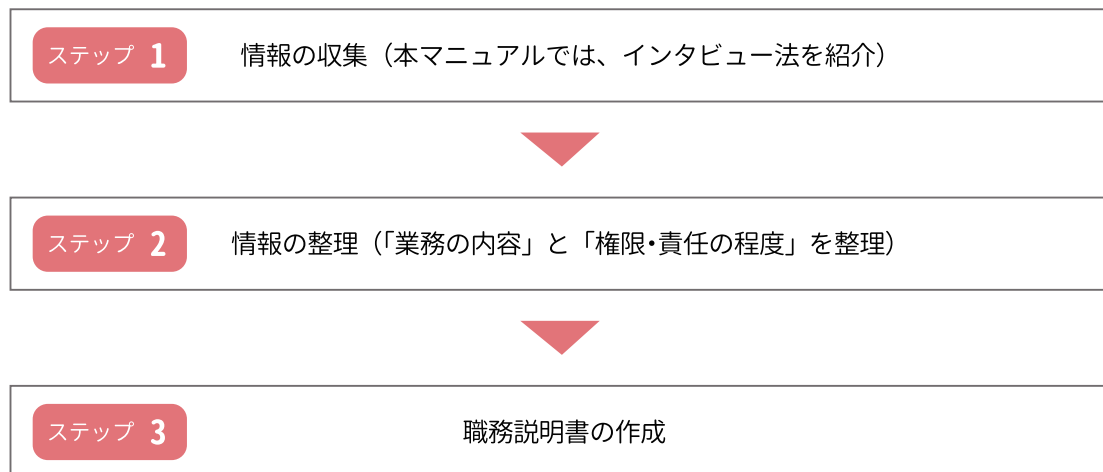 ステップ 1 情報の収集（本マニュアルでは、インタビュー法を紹介）
ステップ 2 情報の整理（「業務の内容」と「権限・責任の程度」を整理）
ステップ 3 職務説明書の作成